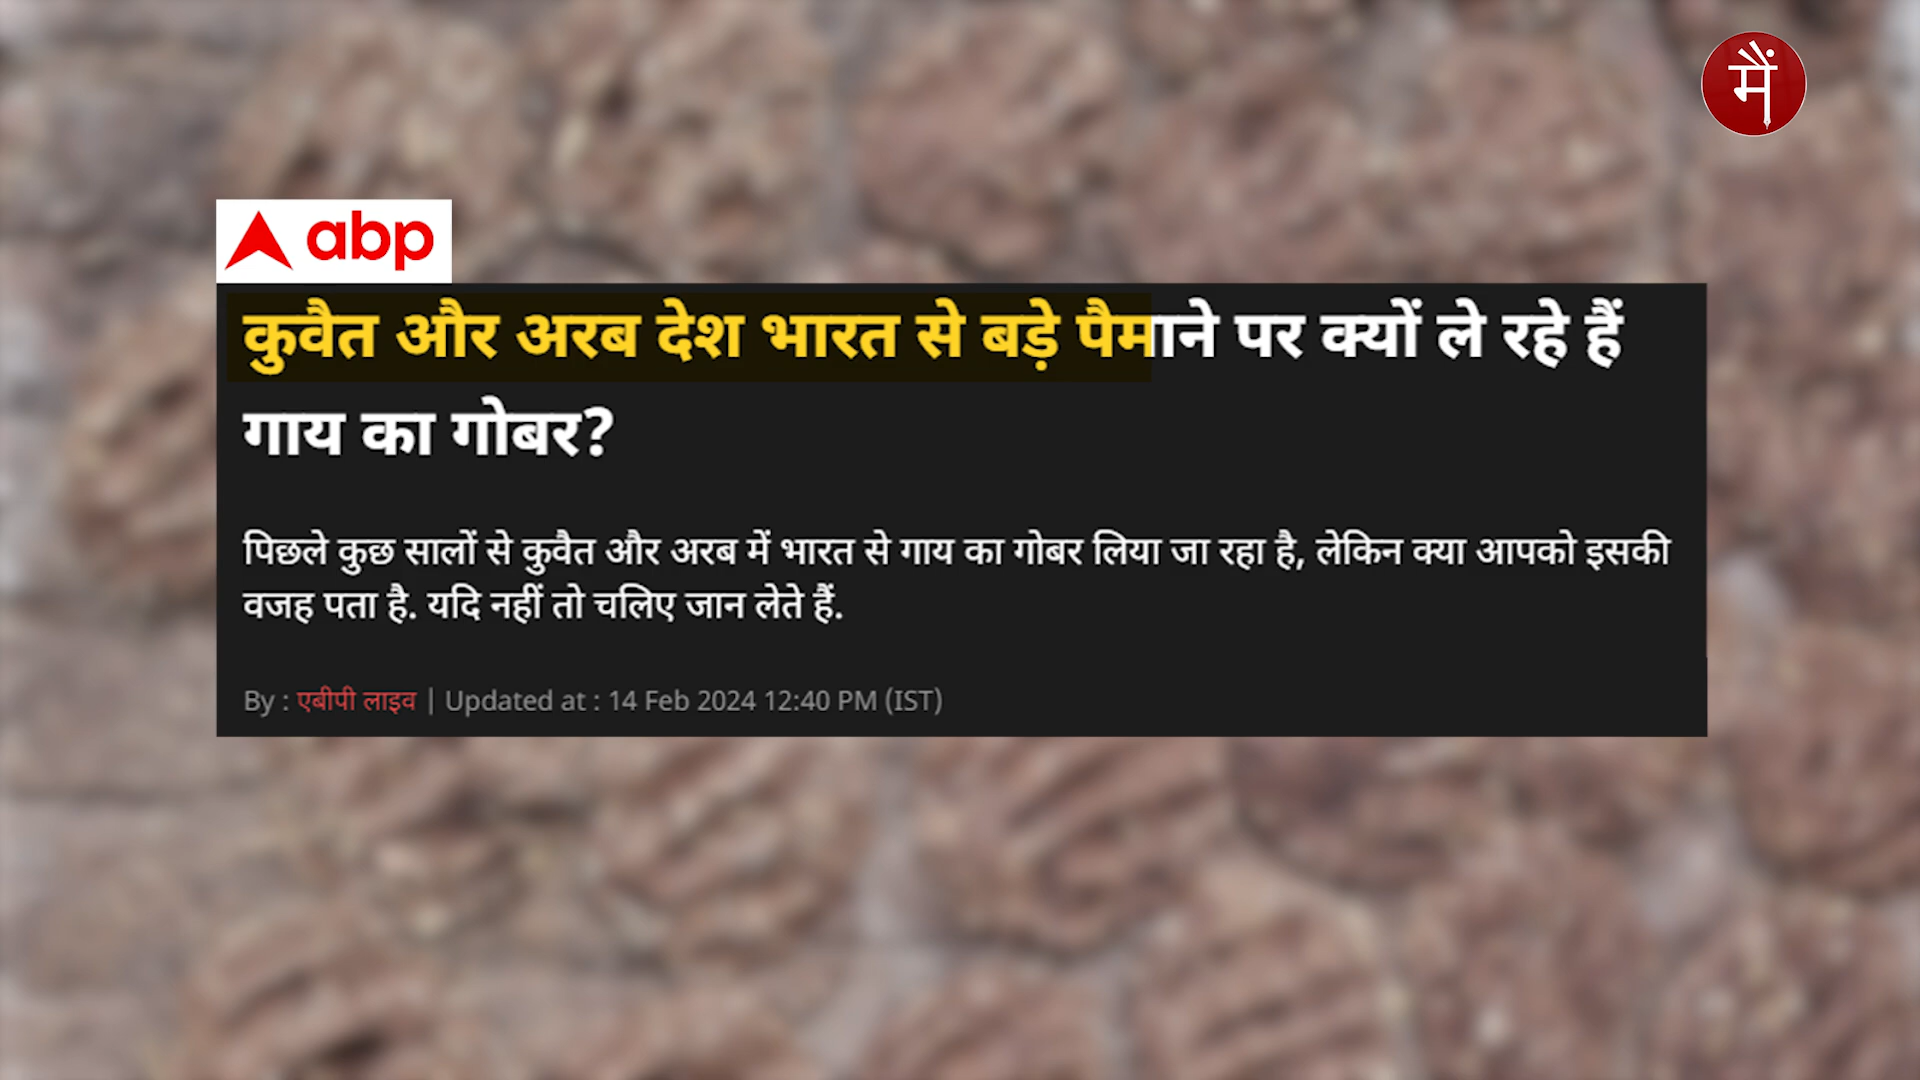 में
abp
कुवैत और अरब देश भारत से बड़े पैमाने पर क्यों ले रहे हैं
गाय का गोबर?
पिछले कुछ सालों से कुवैत और अरब में भारत से गाय का गोबर लिया जा रहा है, लेकिन क्या आपको इसकी
वजह पता है. यदि नहीं तो चलिए जान लेते हैं.
By : एबीपी लाइव | Updated at : 14 Feb 2024 12:40 PM (IST)